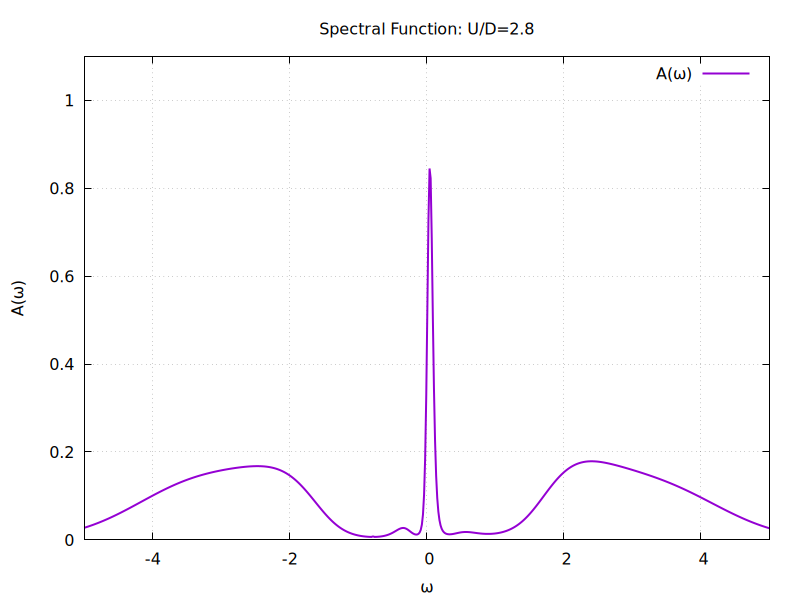 Spectral Function: U/D=2.8
A(ω)
1
0.8
0.6
0.4
0.2
0
A(ω)
-4
-2
0
2
4
ω